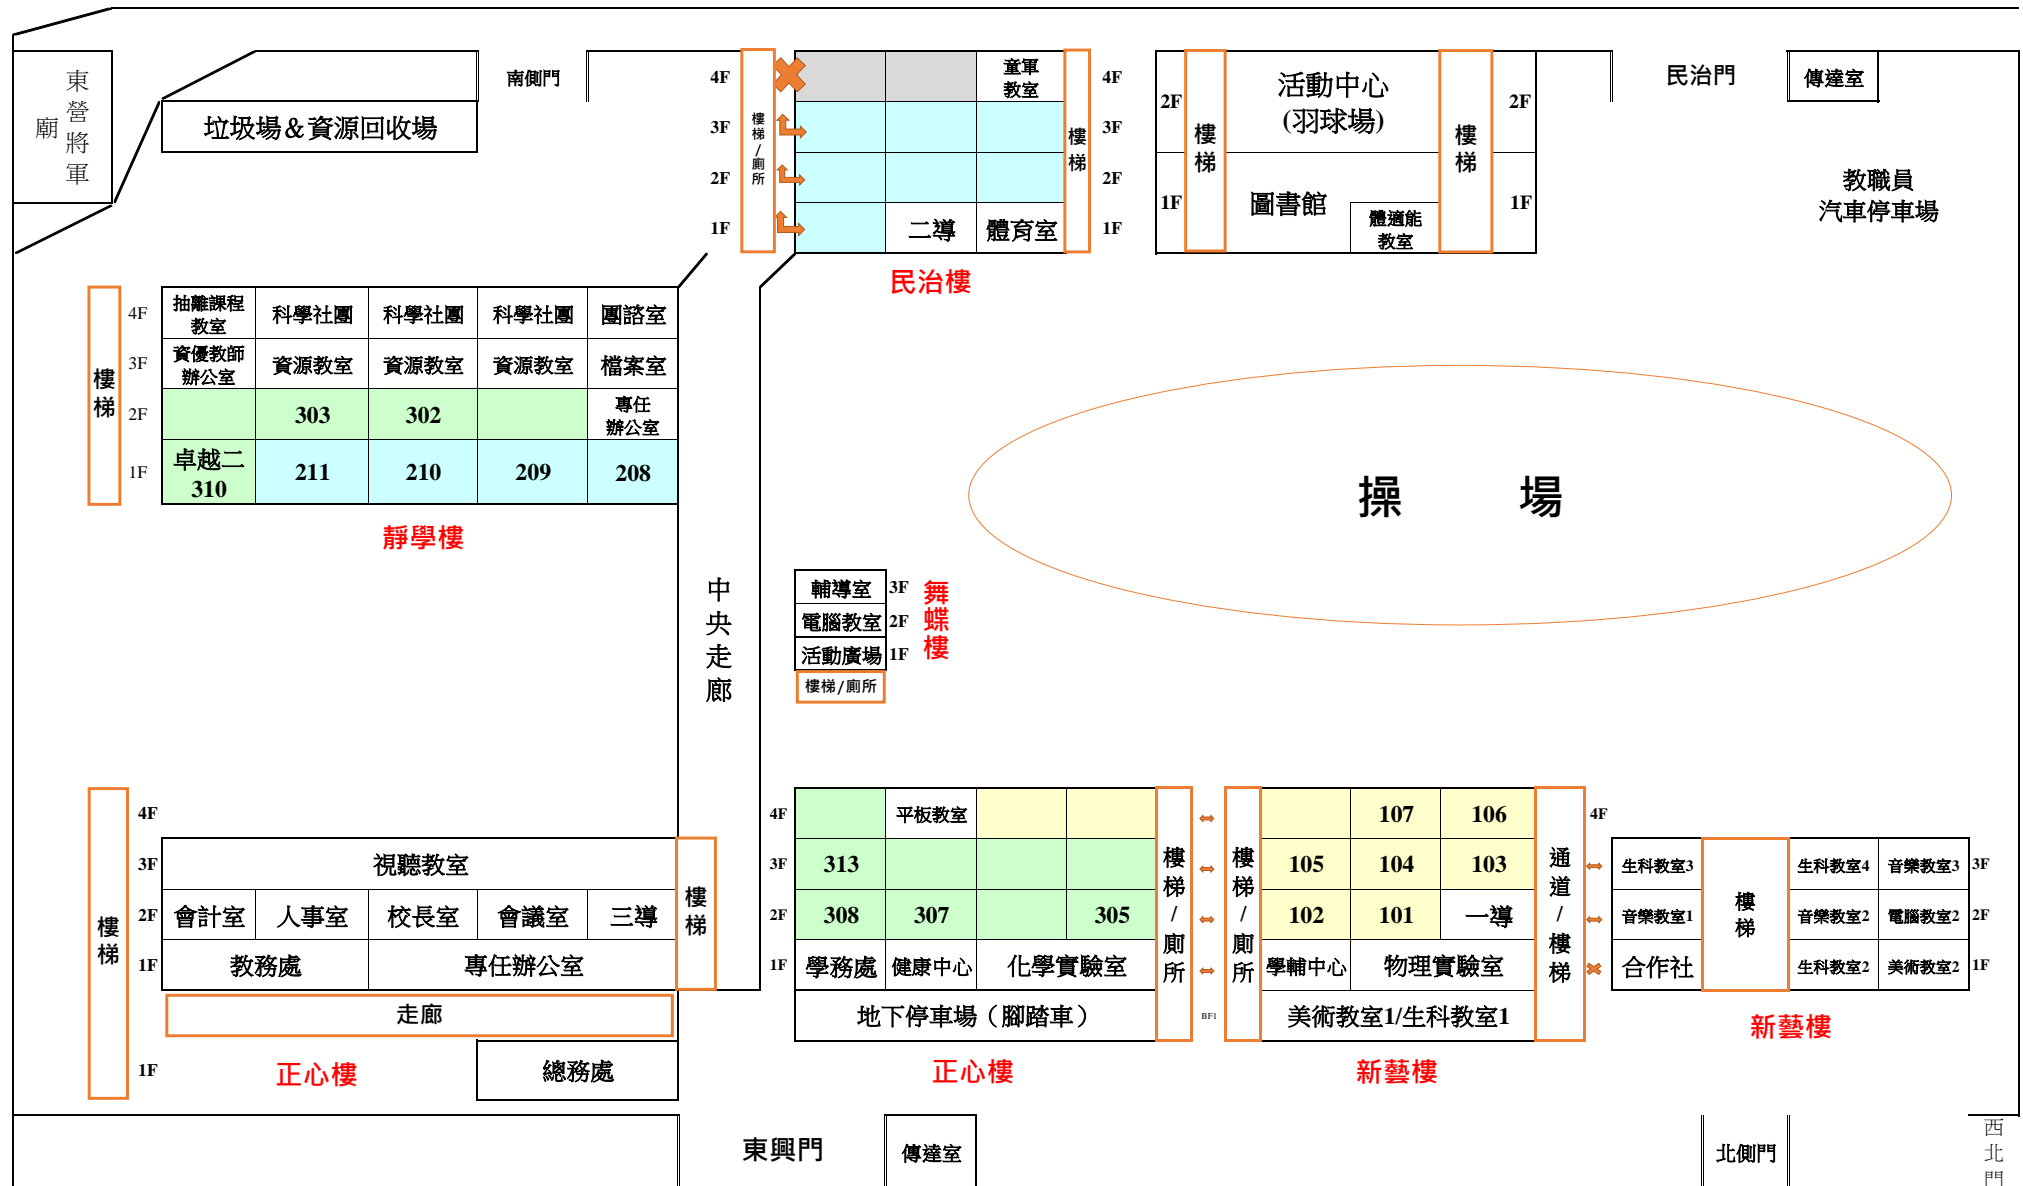 東營將軍
廟
南側門
垃圾場＆資源回收場
4F
3F
2F
1F
樓梯/廁所
童軍
教室
二導
體育室
樓梯
4F
3F
2F
1F
民治樓
2F
1F
樓梯
活動中心
(羽球場)
圖書館
體適能
教室
樓梯
2F
1F
民治門
傳達室
教職員
汽車停車場
樓梯
4F
抽離課程
教室
科學社團
科學社團
科學社團
團諮室
3F
資優教師
辦公室
資源教室
資源教室
資源教室
檔案室
2F
303
302
專任
辦公室
1F
卓越二
310
211
210
209
208
靜學樓
中央走廊
操場
輔導室
3F
電腦教室
2F
活動廣場
1F
樓梯/廁所
舞蝶樓
樓梯
4F
3F
視聽教室
2F
會計室
人事室
校長室
會議室
三導
1F
教務處
專任辦公室
樓梯
走廊
1F
正心樓
總務處
4F
平板教室
3F
313
2F
308
307
305
1F
學務處
健康中心
化學實驗室
地下停車場（腳踏車）
樓梯/廁所
正心樓
BF1
樓梯/廁所
107
106
105
104
103
102
101
一導
學輔中心
物理實驗室
美術教室1/生科教室1
通道/樓梯
4F
新藝樓
生科教室3
音樂教室1
合作社
樓梯
生科教室4
音樂教室3
3F
音樂教室2
電腦教室2
2F
生科教室2
美術教室2
1F
新藝樓
東興門
傳達室
北側門
西北門